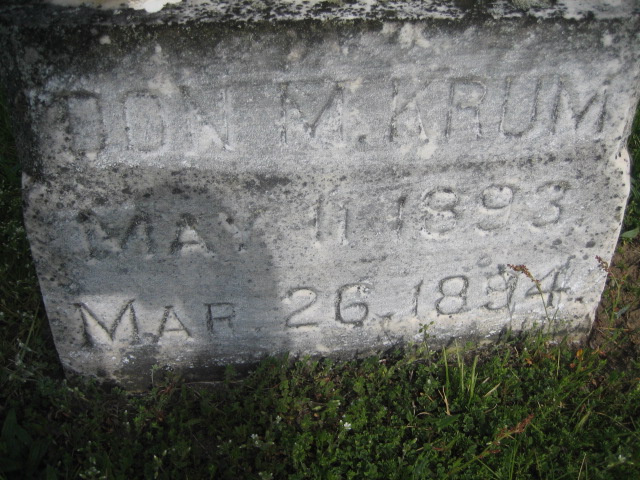 DON M. KRUM
MAY 11, 1893
MAR. 26, 1894.